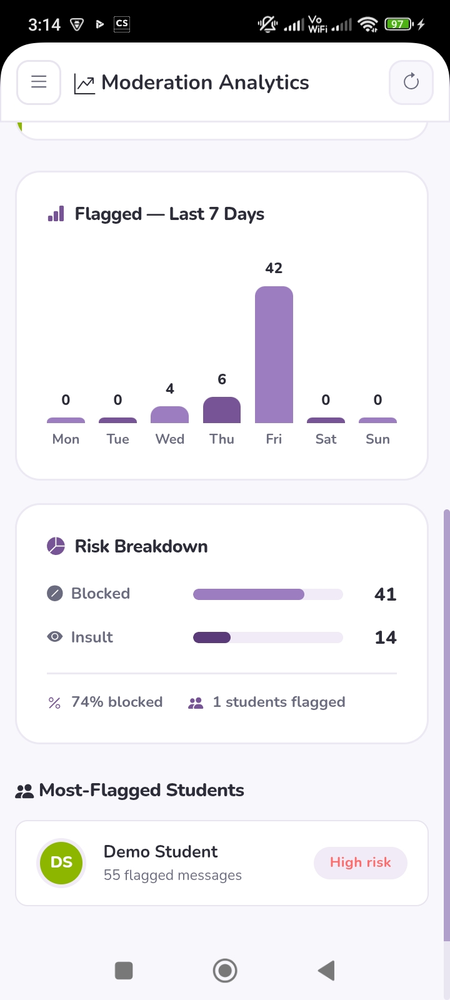 3:14 CS Vo WiFi 97
Moderation Analytics
Flagged — Last 7 Days
42
6
4
0 0 0 0
Mon Tue Wed Thu Fri Sat Sun
Risk Breakdown
Blocked 41
Insult 14
74% blocked 1 students flagged
Most-Flagged Students
DS Demo Student High risk
55 flagged messages